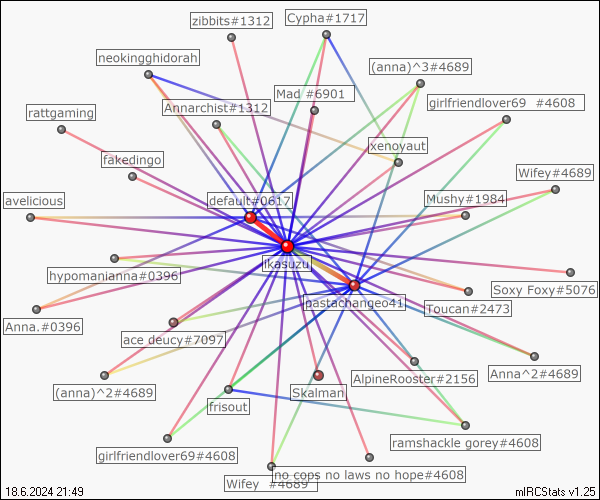 zibbits#1312
Cypha#1717
neokingghidorah
(anna)^3#4689
Mad #6901
girlfriendlover69 #4608
Annarchist#1312
rattgaming
xenoyaut
fakedingo
Wifey#4689
avelicious
default#0617
Mushy#1984
ikasuzu
hypomanianna#0396
Soxy Foxy#5076
pastachangeo41
Toucan#2473
Anna.#0396
ace deucy#7097
Anna^2#4689
AlpineRooster#2156
(anna)^2#4689
Skalman
frisout
ramshackle gorey#4608
girlfriendlover69#4608
no cops no laws no hope#4608
Wifey #4689
18.6.2024 21:49
mIRCStats v1.25